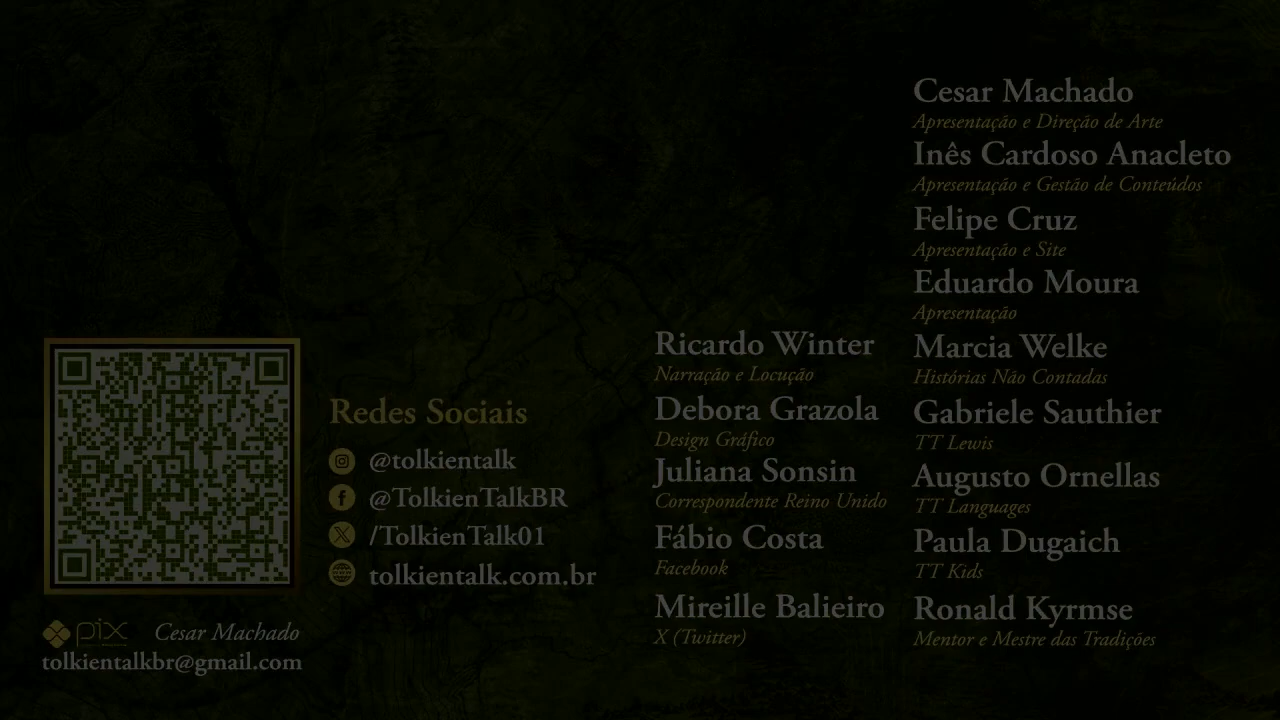 Cesar Machado
Apresentação e Direção de Arte
Inês Cardoso Anacleto
Apresentação e Gestão de Conteúdos
Felipe Cruz
Apresentação e Site
Eduardo Moura
Apresentação
Marcia Welke
Histórias Não Contadas
Gabriele Sauthier
TT Lewis
Augusto Ornellas
TT Languages
Paula Dugaich
TT Kids
Ronald Kyrmse
Mentor e Mestre das Tradições
Ricardo Winter
Narração e Locução
Debora Grazola
Design Gráfico
Juliana Sonsin
Correspondente Reino Unido
Fábio Costa
Facebook
Mireille Balieiro
X (Twitter)
Redes Sociais
@tolkientalk
@TolkienTalkBR
/TolkienTalk01
tolkientalk.com.br
pix Cesar Machado
tolkientalkbr@gmail.com